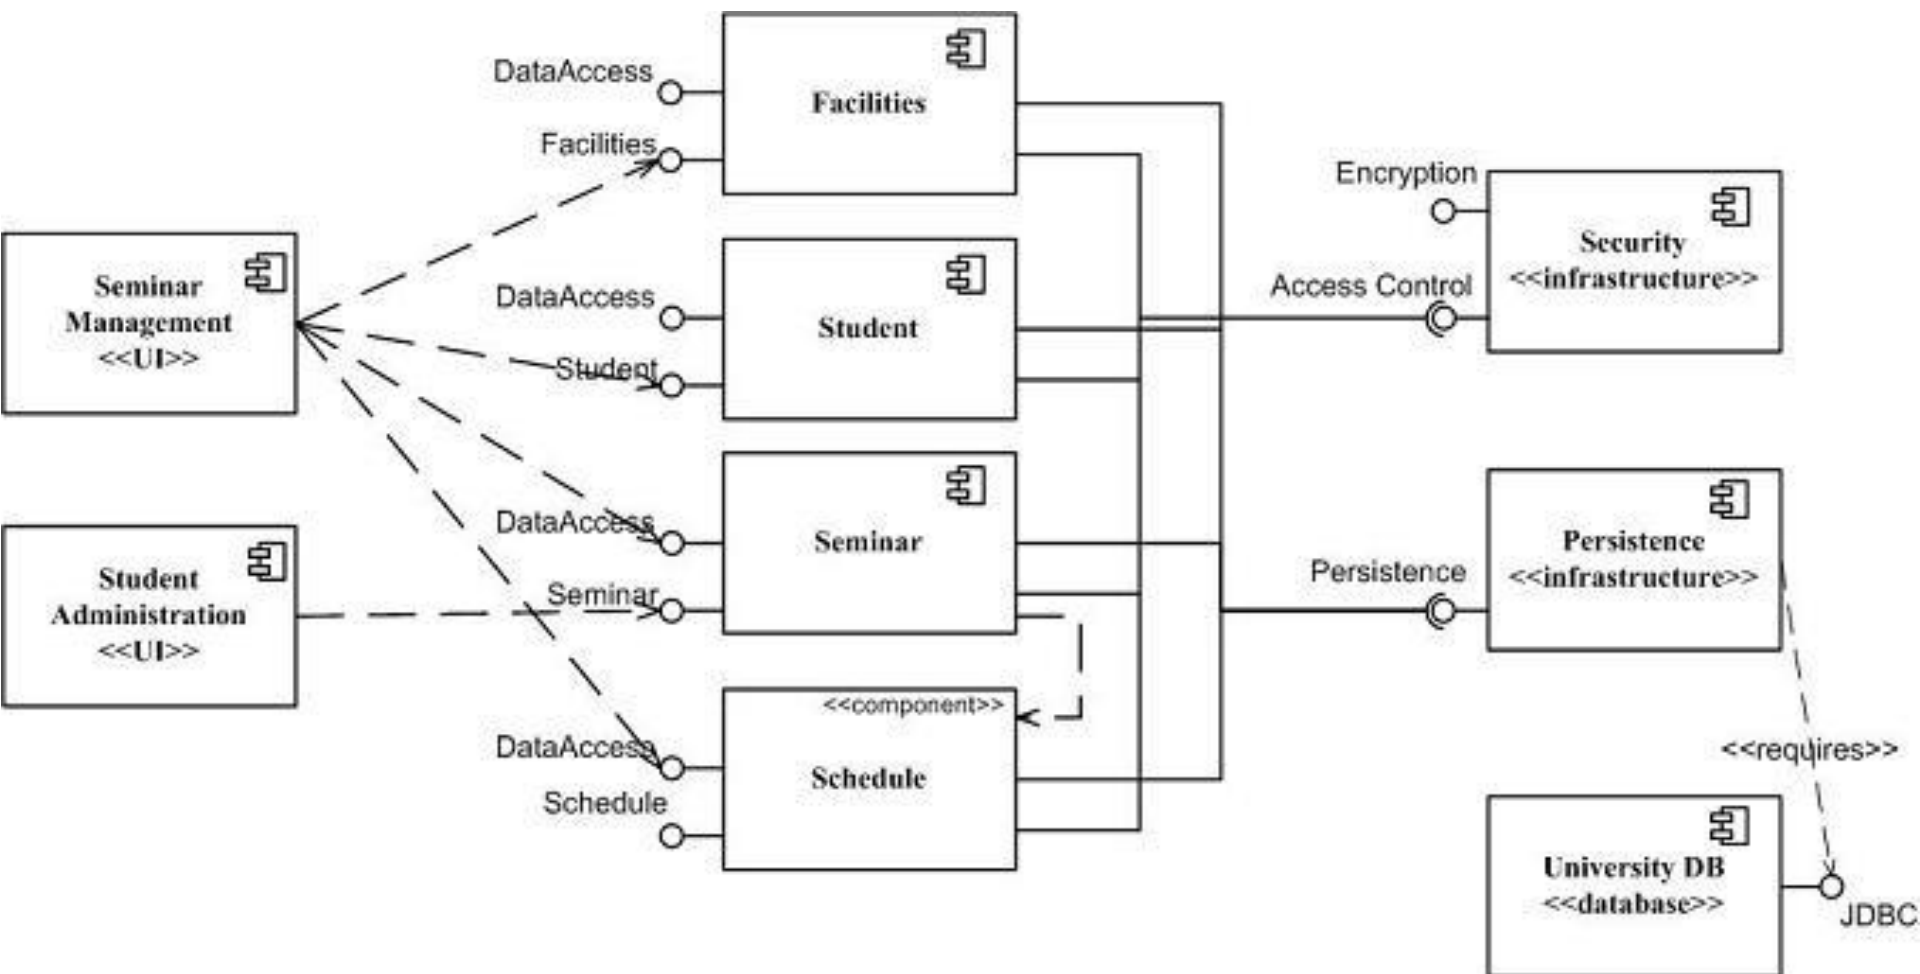 DataAccess
Facilities
Facilities
Encryption
Security
<<infrastructure>>
Access Control
Seminar
Management
<<UI>>
DataAccess
Student
Student
DataAccess
Seminar
Seminar
Student
Administration
<<UI>>
Persistence
Persistence
<<infrastructure>>
<<component>>
DataAccess
Schedule
Schedule
<<requires>>
University DB
<<database>>
JDBC